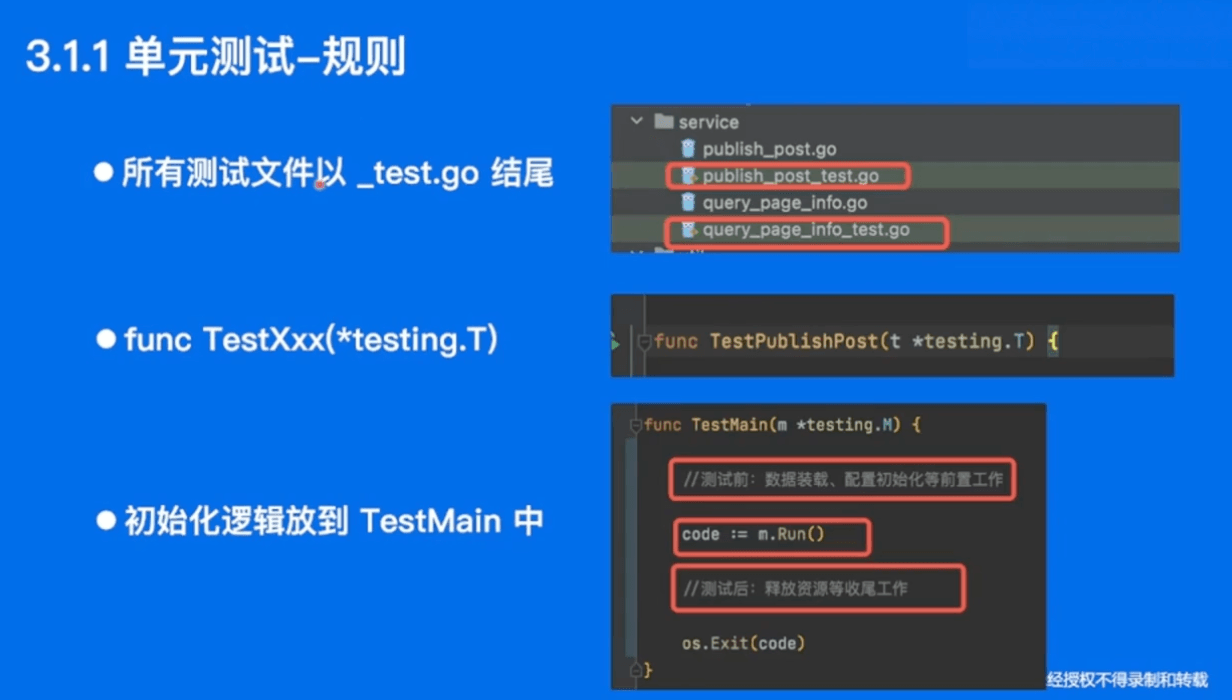 3.1.1 单元测试-规则
所有测试文件以 _test.go 结尾
service
publish_post.go
publish_post_test.go
query_page_info.go
query_page_info_test.go
func TestXxx(*testing.T)
func TestPublishPost(t *testing.T) {
初始化逻辑放到 TestMain 中
func TestMain(m *testing.M) {
//测试前：数据装载、配置初始化等前置工作
code := m.Run()
//测试后：释放资源等收尾工作
os.Exit(code)
}
经授权不得录制和转载